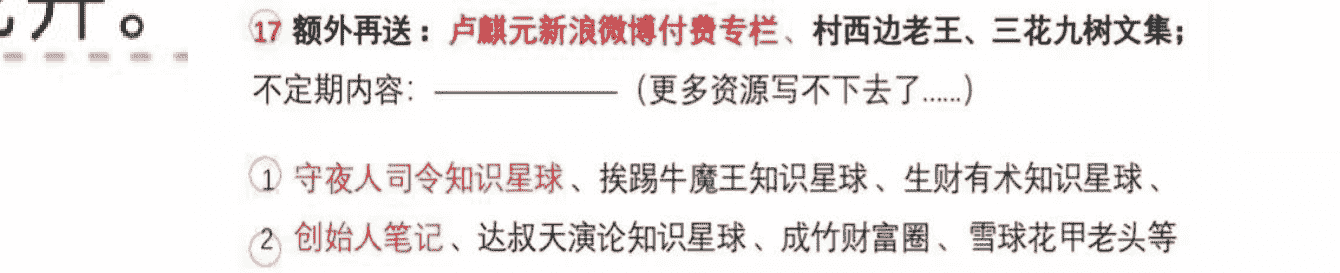 开。
17 额外再送：卢麒元新浪微博付费专栏、村西边老王、三花九树文集；
不定期内容：——————（更多资源写不下去了……）
① 守夜人司令知识星球、挨踢牛魔王知识星球、生财有术知识星球、
② 创始人笔记、达叔天演论知识星球、成竹财富圈、雪球花甲老头等